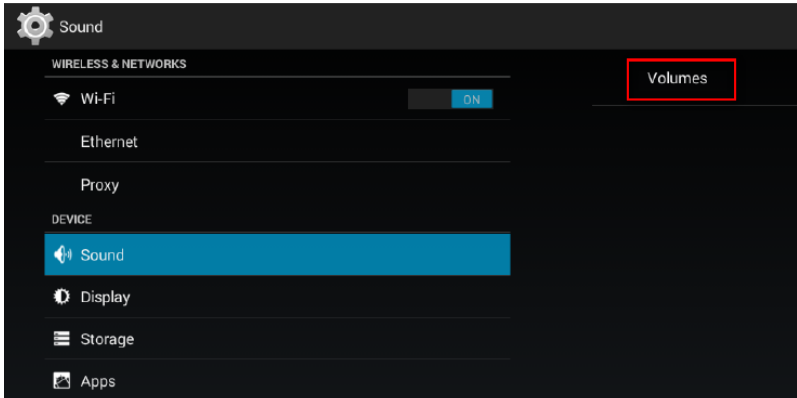 Sound
WIRELESS & NETWORKS
Wi-Fi
ON
Ethernet
Proxy
DEVICE
Sound
Display
Storage
Apps
Volumes